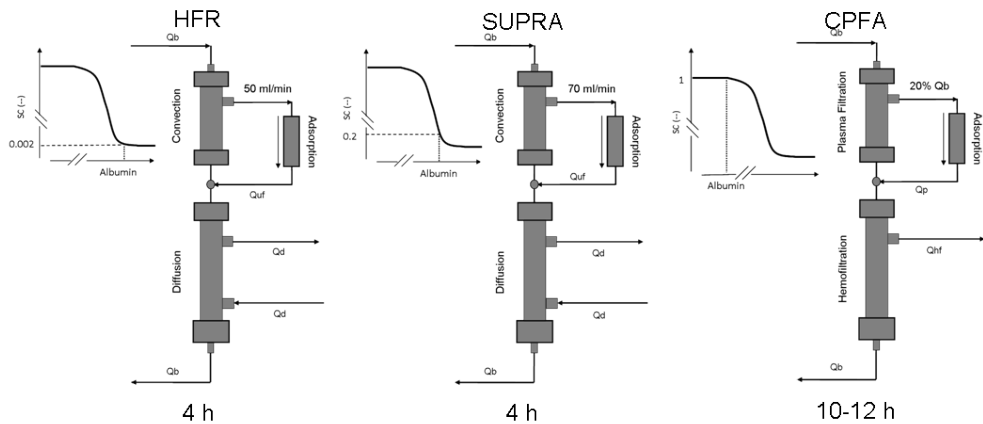 HFR
Qb
SC (--)
0.002
Albumin
Convection
50 ml/min
Adsorption
Quf
Diffusion
Qd
Qd
Qb
4 h
SUPRA
Qb
SC (--)
0.2
Albumin
Convection
70 ml/min
Adsorption
Quf
Diffusion
Qd
Qd
Qb
4 h
CPFA
Qb
1
SC (--)
Albumin
Plasma Filtration
20% Qb
Adsorption
Qp
Hemofiltration
Qhf
Qb
10-12 h